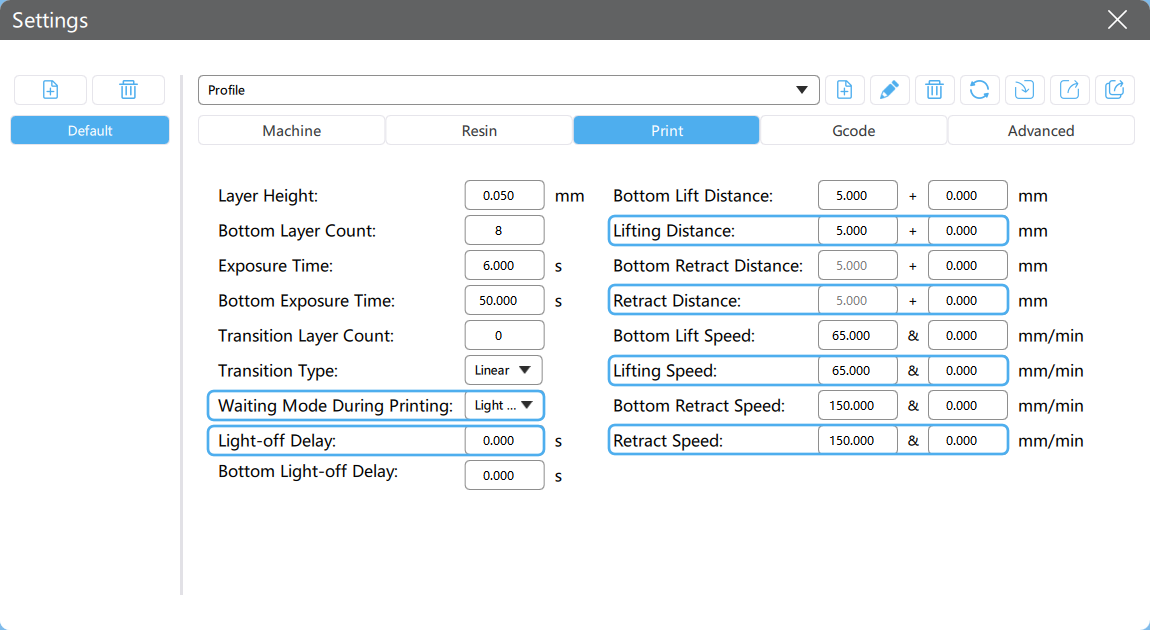 Settings
Profile
Default
Machine Resin Print Gcode Advanced
Layer Height: 0.050 mm
Bottom Layer Count: 8
Exposure Time: 6.000 s
Bottom Exposure Time: 50.000 s
Transition Layer Count: 0
Transition Type: Linear
Waiting Mode During Printing: Light ...
Light-off Delay: 0.000 s
Bottom Light-off Delay: 0.000 s
Bottom Lift Distance: 5.000 + 0.000 mm
Lifting Distance: 5.000 + 0.000 mm
Bottom Retract Distance: 5.000 + 0.000 mm
Retract Distance: 5.000 + 0.000 mm
Bottom Lift Speed: 65.000 & 0.000 mm/min
Lifting Speed: 65.000 & 0.000 mm/min
Bottom Retract Speed: 150.000 & 0.000 mm/min
Retract Speed: 150.000 & 0.000 mm/min